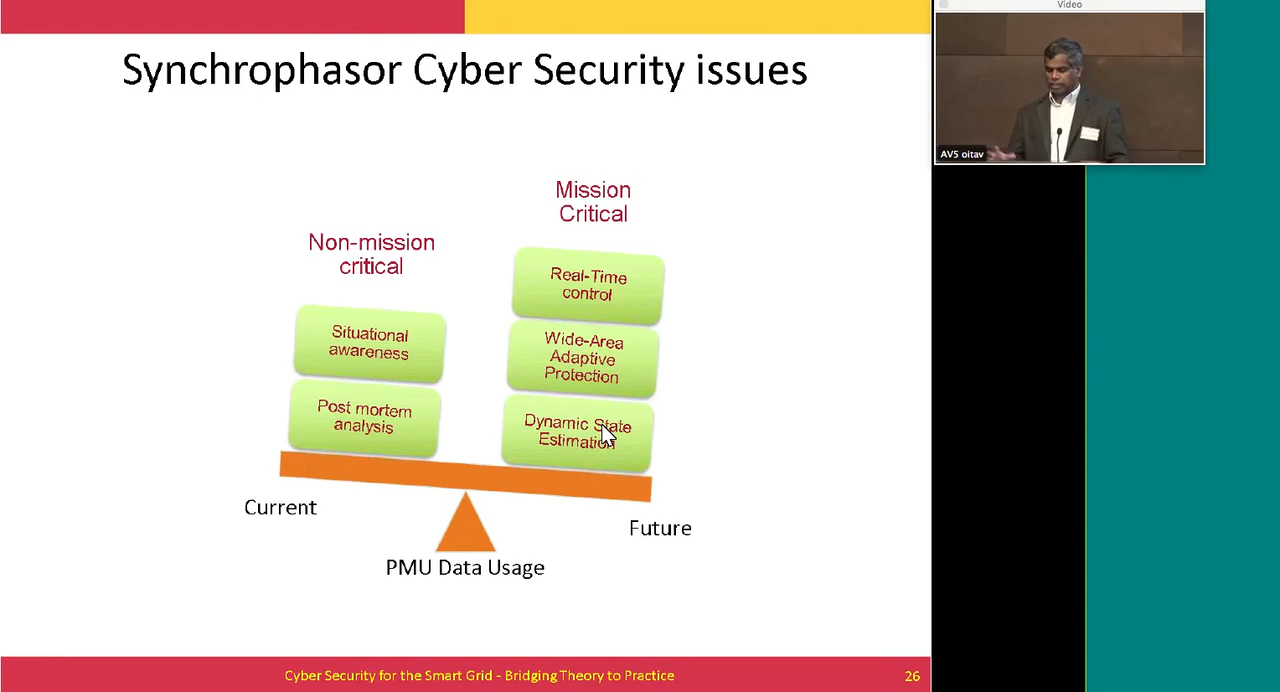 Synchrophasor Cyber Security issues
Video
AV5 oitav
Non-mission
critical
Mission
Critical
Situational
awareness
Post mortem
analysis
Real-Time
control
Wide-Area
Adaptive
Protection
Dynamic State
Estimation
Current
Future
PMU Data Usage
Cyber Security for the Smart Grid - Bridging Theory to Practice
26